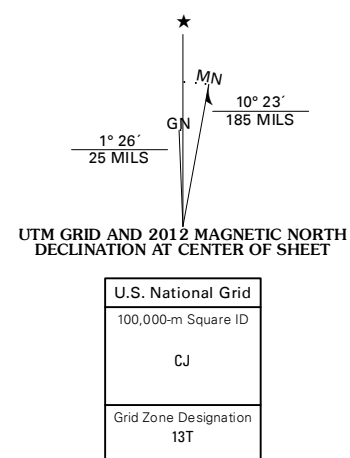 ★
MN
GN
10° 23´
185 MILS
1° 26´
25 MILS
UTM GRID AND 2012 MAGNETIC NORTH
DECLINATION AT CENTER OF SHEET
U.S. National Grid
100,000-m Square ID
CJ
Grid Zone Designation
13T